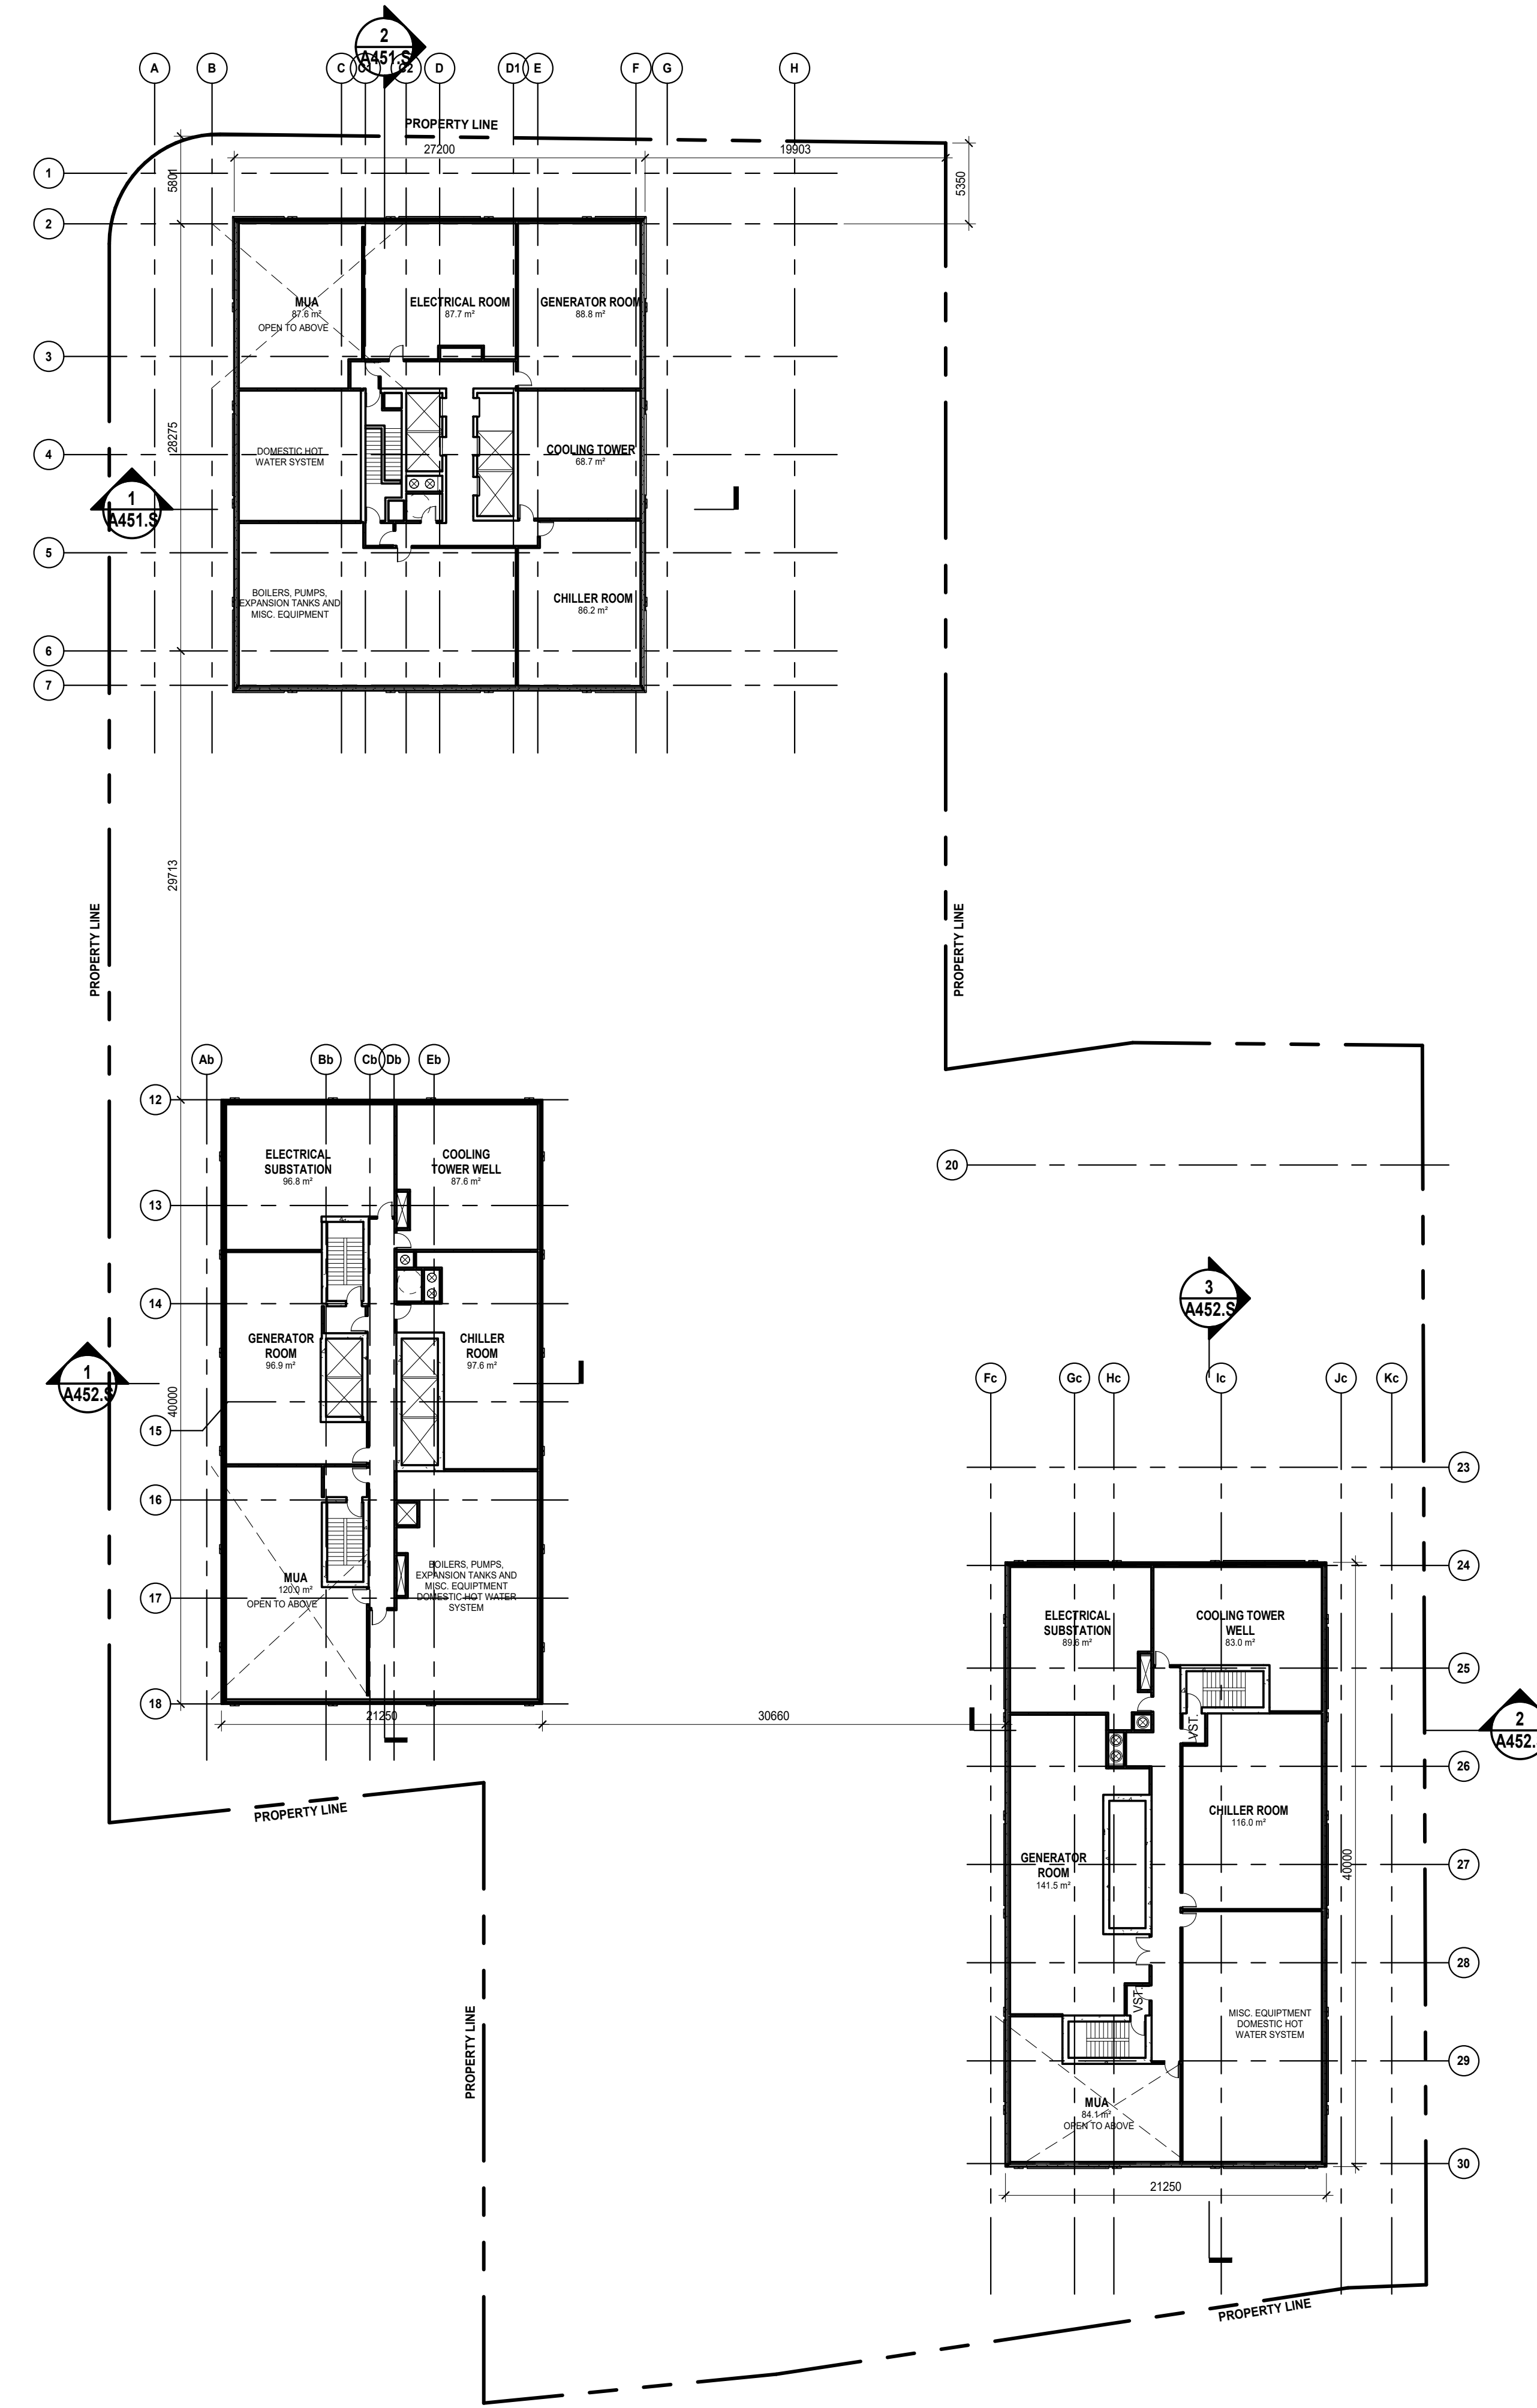 2
A451.S
A
B
C
C1
C2
D
D1
E
F
G
H
PROPERTY LINE
27200
19903
5801
5350
1
2
3
4
5
6
7
MUA
87.6 m²
OPEN TO ABOVE
ELECTRICAL ROOM
87.7 m²
GENERATOR ROOM
88.8 m²
28275
DOMESTIC HOT
WATER SYSTEM
COOLING TOWER
68.7 m²
1
A451.S
BOILERS, PUMPS,
EXPANSION TANKS AND
MISC. EQUIPMENT
CHILLER ROOM
86.2 m²
29713
PROPERTY LINE
PROPERTY LINE
Ab
Bb
Cb
Db
Eb
12
13
14
15
16
17
18
ELECTRICAL
SUBSTATION
96.8 m²
COOLING
TOWER WELL
87.6 m²
GENERATOR
ROOM
96.9 m²
CHILLER
ROOM
97.6 m²
1
A452.S
40000
MUA
120.0 m²
OPEN TO ABOVE
BOILERS, PUMPS,
EXPANSION TANKS AND
MISC. EQUIPTMENT
DOMESTIC HOT WATER
SYSTEM
21250
30660
PROPERTY LINE
PROPERTY LINE
20
3
A452.S
Fc
Gc
Hc
Ic
Jc
Kc
23
24
25
26
27
28
29
30
ELECTRICAL
SUBSTATION
89.6 m²
COOLING TOWER
WELL
83.0 m²
VST.
2
A452.
CHILLER ROOM
116.0 m²
GENERATOR
ROOM
141.5 m²
40000
VST.
MISC. EQUIPTMENT
DOMESTIC HOT
WATER SYSTEM
MUA
84.1 m²
OPEN TO ABOVE
21250
PROPERTY LINE